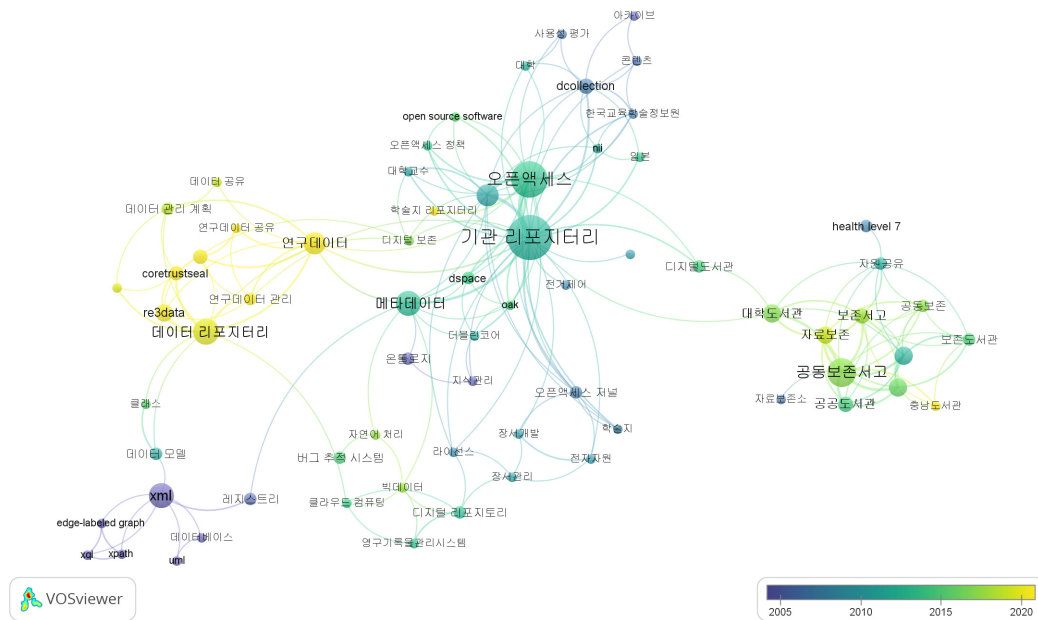 아카이브
사용성 평가
콘텐츠
대학
dcollection
한국교육학술정보원
open source software
오픈액세스 정책
nii
일본
대학교수
오픈액세스
데이터 공유
데이터 관리 계획
학술지 리포지터리
연구데이터 공유
연구데이터
디지털 보존
기관 리포지터리
health level 7
coretrustseal
dspace
디지털도서관
자원공유
연구데이터 관리
전거제어
re3data
메타데이터
oak
대학도서관
보존서고
공동보존
데이터 리포지터리
더블린코어
자료보존
보존도서관
온톨로지
지식관리
공동보존서고
오픈액세스 저널
자료보존소
공공도서관
충남도서관
클래스
자연어 처리
장서개발
학술지
데이터 모델
버그 추적 시스템
라이선스
전자자원
빅데이터
장서관리
xml
레지스트리
클라우드 컴퓨팅
디지털 리포지토리
edge-labeled graph
데이터베이스
영구기록물관리시스템
xql
xpath
uml
VOSviewer
2005
2010
2015
2020